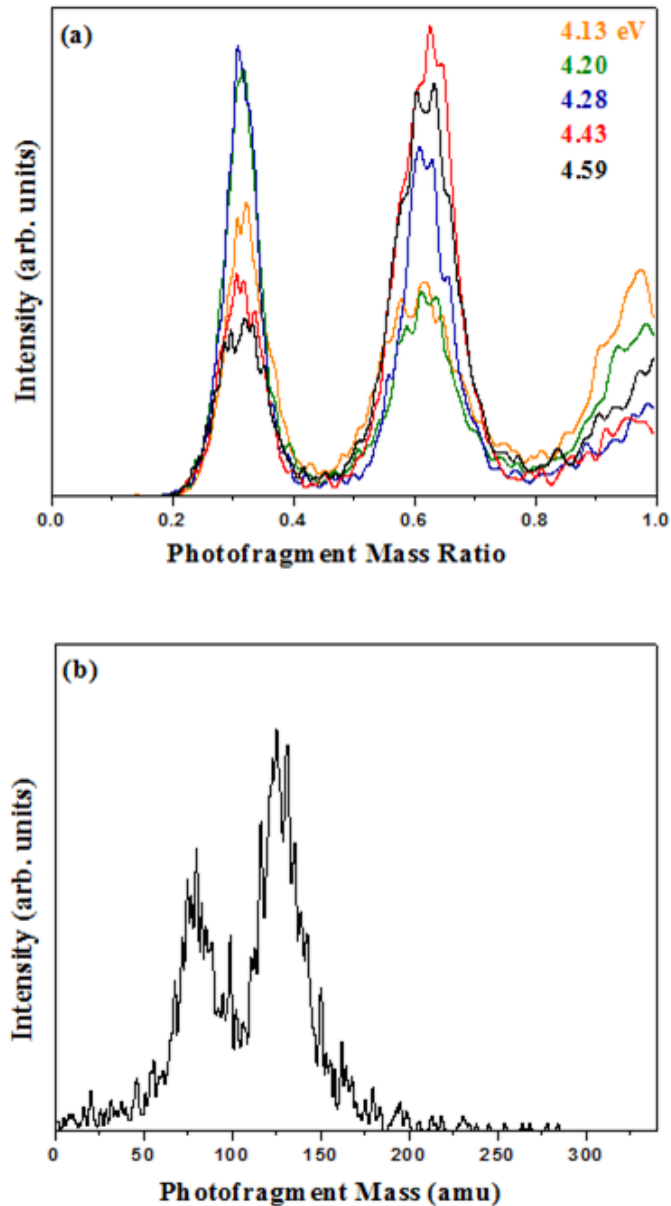 (a)
4.13 eV
4.20
4.28
4.43
4.59
Intensity (arb. units)
0.0 0.2 0.4 0.6 0.8 1.0
Photofragment Mass Ratio
(b)
Intensity (arb. units)
0 50 100 150 200 250 300
Photofragment Mass (amu)